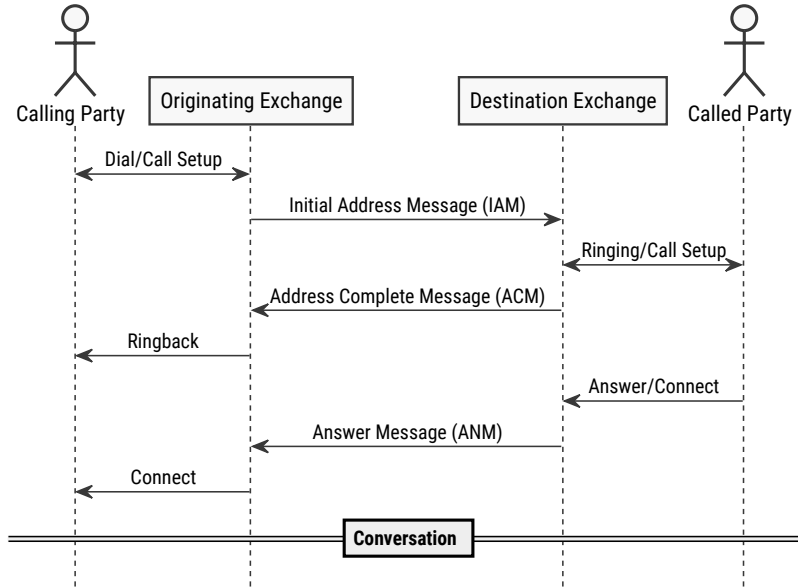 Calling Party
Originating Exchange
Destination Exchange
Called Party
Dial/Call Setup
Initial Address Message (IAM)
Ringing/Call Setup
Address Complete Message (ACM)
Ringback
Answer/Connect
Answer Message (ANM)
Connect
Conversation